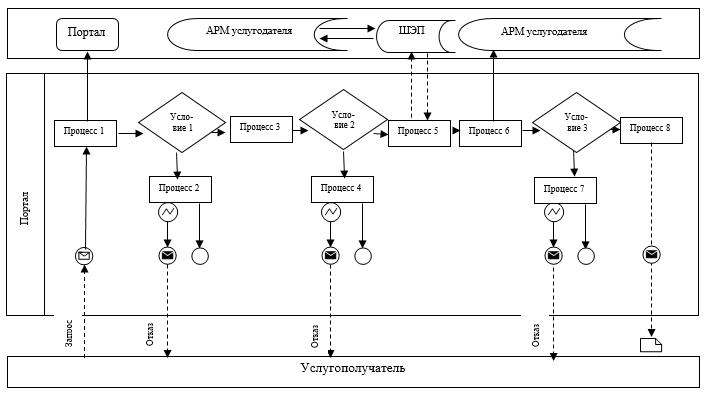 Портал
АРМ услугодателя
ШЭП
АРМ услугодателя
Портал
Процесс 1
Усло-
вие 1
Процесс 3
Усло-
вие 2
Процесс 5
Процесс 6
Усло-
вие 3
Процесс 8
Процесс 2
Процесс 4
Процесс 7
Запрос
Отказ
Отказ
Отказ
Услугополучатель